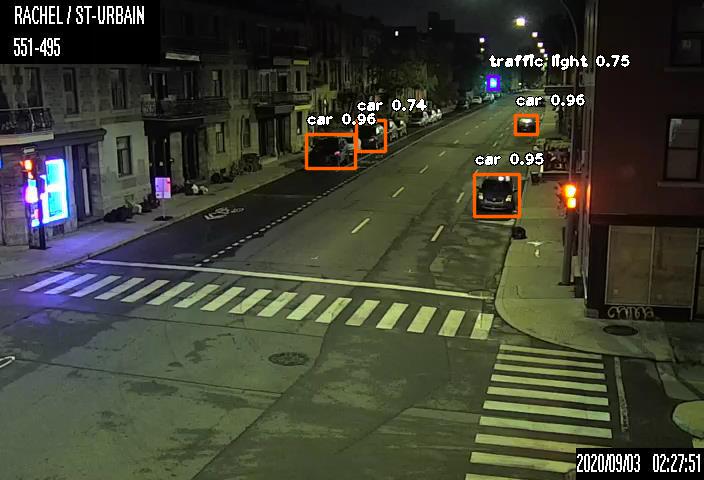 RACHEL / ST-URBAIN
551-495
traffic light 0.75
car 0.96
car 0.74
car 0.96
car 0.95
2020/09/03 02:27:51